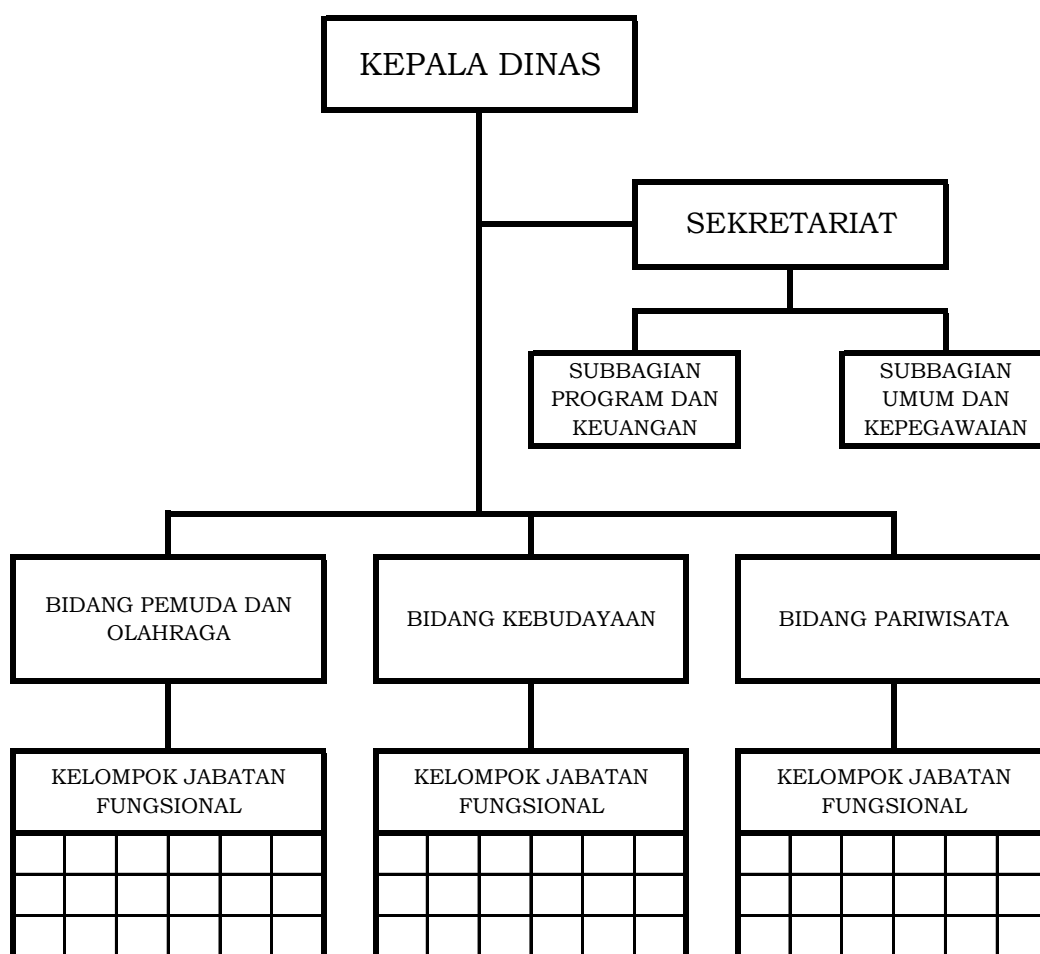 KEPALA DINAS
SEKRETARIAT
SUBBAGIAN
PROGRAM DAN
KEUANGAN
SUBBAGIAN
UMUM DAN
KEPEGAWAIAN
BIDANG PEMUDA DAN
OLAHRAGA
BIDANG KEBUDAYAAN
BIDANG PARIWISATA
KELOMPOK JABATAN
FUNGSIONAL
KELOMPOK JABATAN
FUNGSIONAL
KELOMPOK JABATAN
FUNGSIONAL